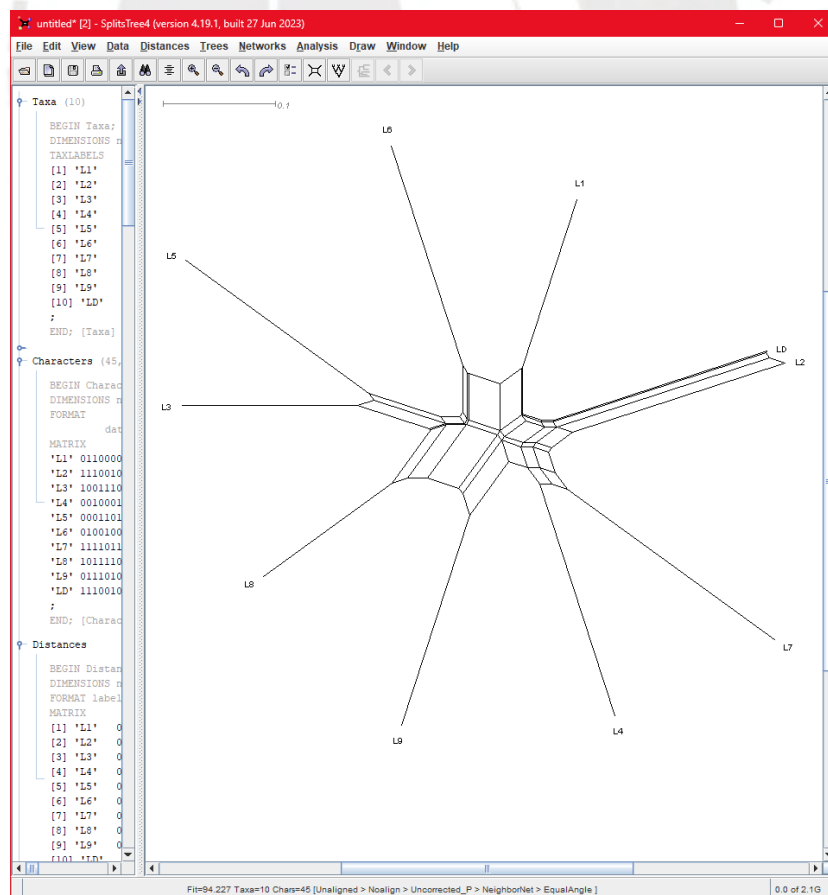 untitled* [2] - SplitsTree4 (version 4.19.1, built 27 Jun 2023)
File Edit View Data Distances Trees Networks Analysis Draw Window Help
Taxa (10)
BEGIN Taxa;
DIMENSIONS n
TAXLABELS
[1] 'L1'
[2] 'L2'
[3] 'L3'
[4] 'L4'
[5] 'L5'
[6] 'L6'
[7] 'L7'
[8] 'L8'
[9] 'L9'
[10] 'LD'
;
END; [Taxa]
Characters (45,
BEGIN Charac
DIMENSIONS n
FORMAT
dat
MATRIX
'L1' 0110000
'L2' 1110010
'L3' 1001110
'L4' 0010001
'L5' 0001101
'L6' 0100100
'L7' 1111011
'L8' 1011110
'L9' 0111010
'LD' 1110010
;
END; [Charac
Distances
BEGIN Distan
DIMENSIONS n
FORMAT label
MATRIX
[1] 'L1' 0
[2] 'L2' 0
[3] 'L3' 0
[4] 'L4' 0
[5] 'L5' 0
[6] 'L6' 0
[7] 'L7' 0
[8] 'L8' 0
[9] 'L9' 0
[10] 'LD' 0
0.1
L6
L1
L5
LD
L2
L3
L8
L7
L4
L9
Fit=94.227 Taxa=10 Chars=45 [Unaligned > Noalign > Uncorrected_P > NeighborNet > EqualAngle ]
0.0 of 2.1G